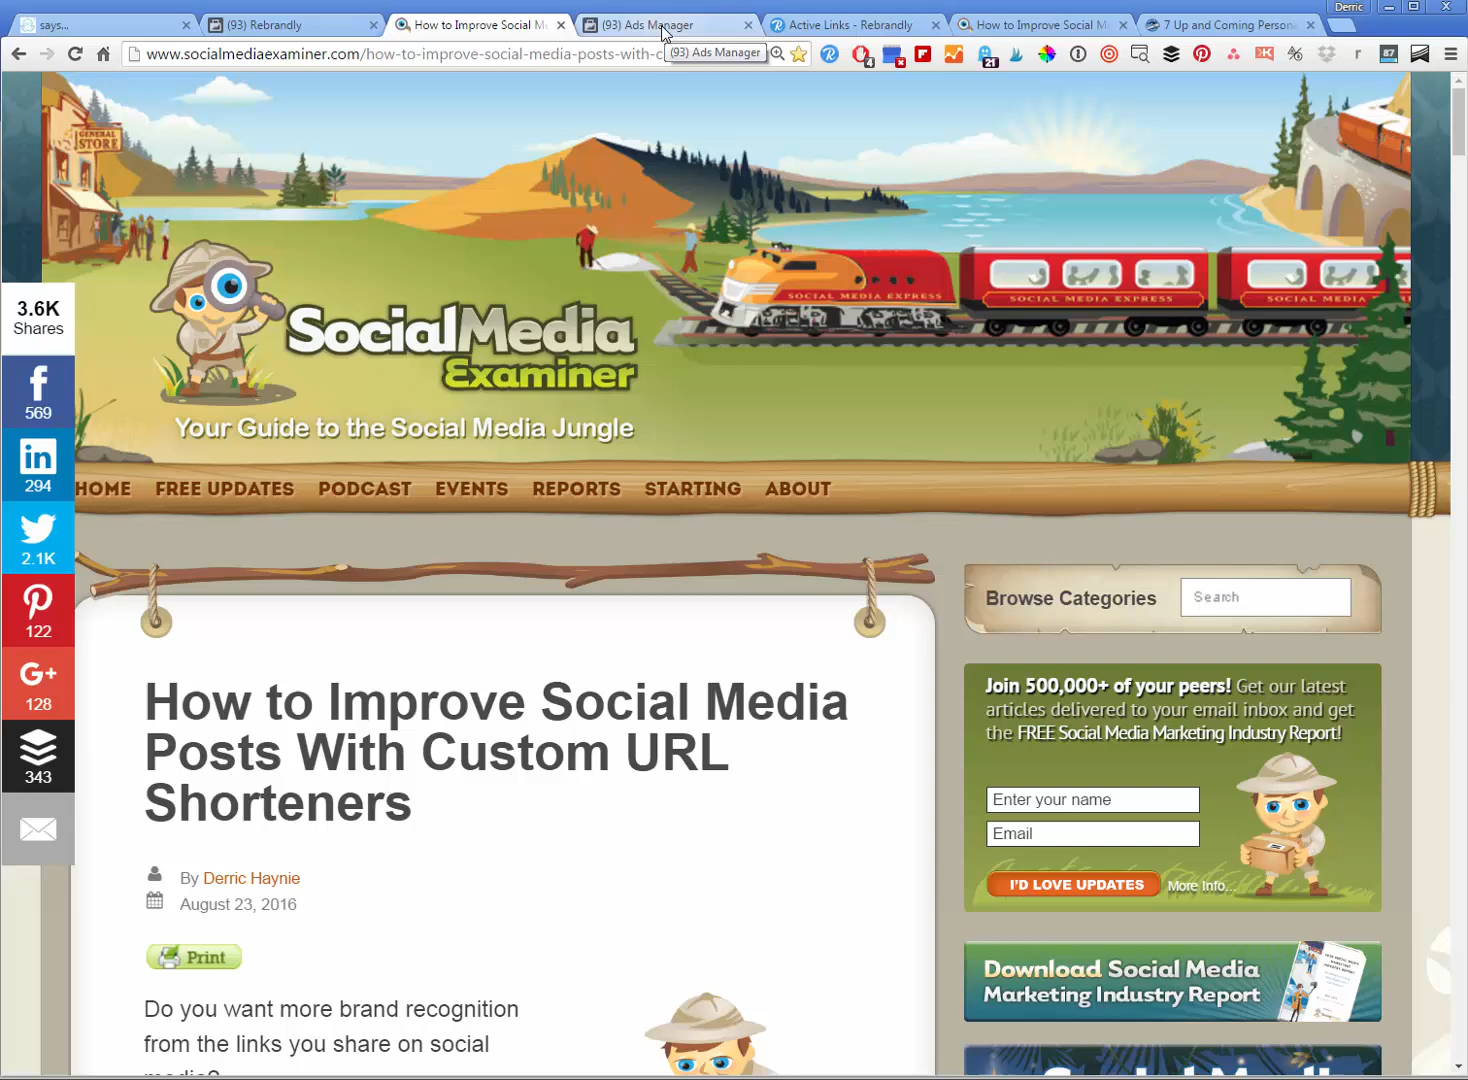 says...
(93) Rebrandly
How to Improve Social M
(93) Ads Manager
Active Links - Rebrandly
How to Improve Social M
7 Up and Coming Persona
Derric
www.socialmediaexaminer.com/how-to-improve-social-media-posts-with-c
(93) Ads Manager
4
21
87
GENERAL
STORE
SOCIAL MEDIA EXPRESS
SOCIAL MEDIA EXPRESS
SOCIAL MEDIA
SocialMedia
Examiner
Your Guide to the Social Media Jungle
3.6K
Shares
569
294
2.1K
122
G+
128
343
HOME
FREE UPDATES
PODCAST
EVENTS
REPORTS
STARTING
ABOUT
Browse Categories
Search
How to Improve Social Media
Posts With Custom URL
Shorteners
By Derric Haynie
August 23, 2016
Print
Do you want more brand recognition
from the links you share on social
media?
Join 500,000+ of your peers! Get our latest
articles delivered to your email inbox and get
the FREE Social Media Marketing Industry Report!
Enter your name
Email
I'D LOVE UPDATES
More Info...
Download Social Media
Marketing Industry Report